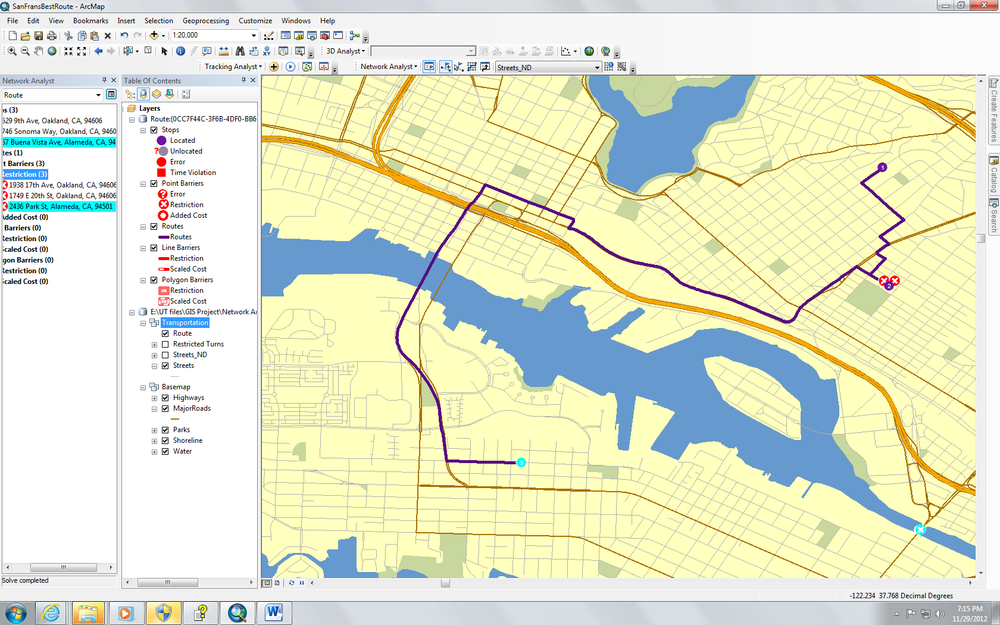 SanFransBestRoute - ArcMap
File Edit View Bookmarks Insert Selection Geoprocessing Customize Windows Help
1:20,000
3D Analyst
Tracking Analyst Network Analyst Streets_ND
Network Analyst
Route
s (3)
529 9th Ave, Oakland, CA, 94606
746 Sonoma Way, Oakland, CA, 9460
57 Buena Vista Ave, Alameda, CA, 94
tes (1)
t Barriers (3)
Restriction (3)
1938 17th Ave, Oakland, CA, 94606
1749 E 20th St, Oakland, CA, 94606
2436 Park St, Alameda, CA, 94501
Added Cost (0)
Barriers (0)
Restriction (0)
Scaled Cost (0)
gon Barriers (0)
Restriction (0)
Scaled Cost (0)
Solve completed
Table Of Contents
Layers
Route:{0CC7F44C-3F6B-4DF0-BB6
Stops
Located
? Unlocated
Error
Time Violation
Point Barriers
? Error
Restriction
Added Cost
Routes
Routes
Line Barriers
Restriction
Scaled Cost
Polygon Barriers
Restriction
Scaled Cost
E:\UT files\GIS Project\Network Ar
Transportation
Route
Restricted Turns
Streets_ND
Streets
Basemap
Highways
MajorRoads
Parks
Shoreline
Water
1
2
3
Create Features
Catalog
Search
-122.234 37.768 Decimal Degrees
7:15 PM
11/29/2012